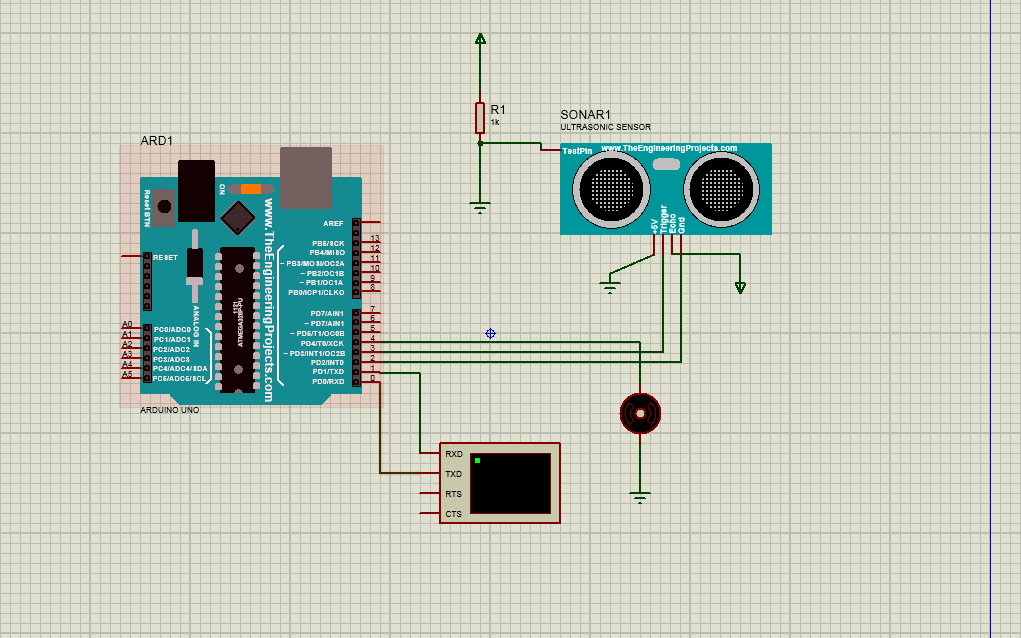 R1
1k
SONAR1
ULTRASONIC SENSOR
TestPin
www.TheEngineeringProjects.com
+5V
Trigger
Echo
Gnd
ARD1
Reset BTN
ON
www.TheEngineeringProjects.com
AREF
PB5/SCK
13
PB4/MISO
12
~ PB3/MOSI/OC2A
11
~ PB2/OC1B
10
~ PB1/OC1A
9
PB0/ICP1/CLKO
8
RESET
1121
ATMEGA328P-PU
ANALOG IN
PD7/AIN1
7
~ PD7/AIN1
6
~ PD5/T1/OC0B
5
PD4/T0/XCK
4
~ PD3/INT1/OC2B
3
PD2/INT0
2
PD1/TXD
1
PD0/RXD
0
A0
PC0/ADC0
A1
PC1/ADC1
A2
PC2/ADC2
A3
PC3/ADC3
A4
PC4/ADC4/SDA
A5
PC5/ADC5/SCL
ARDUINO UNO
RXD
TXD
RTS
CTS